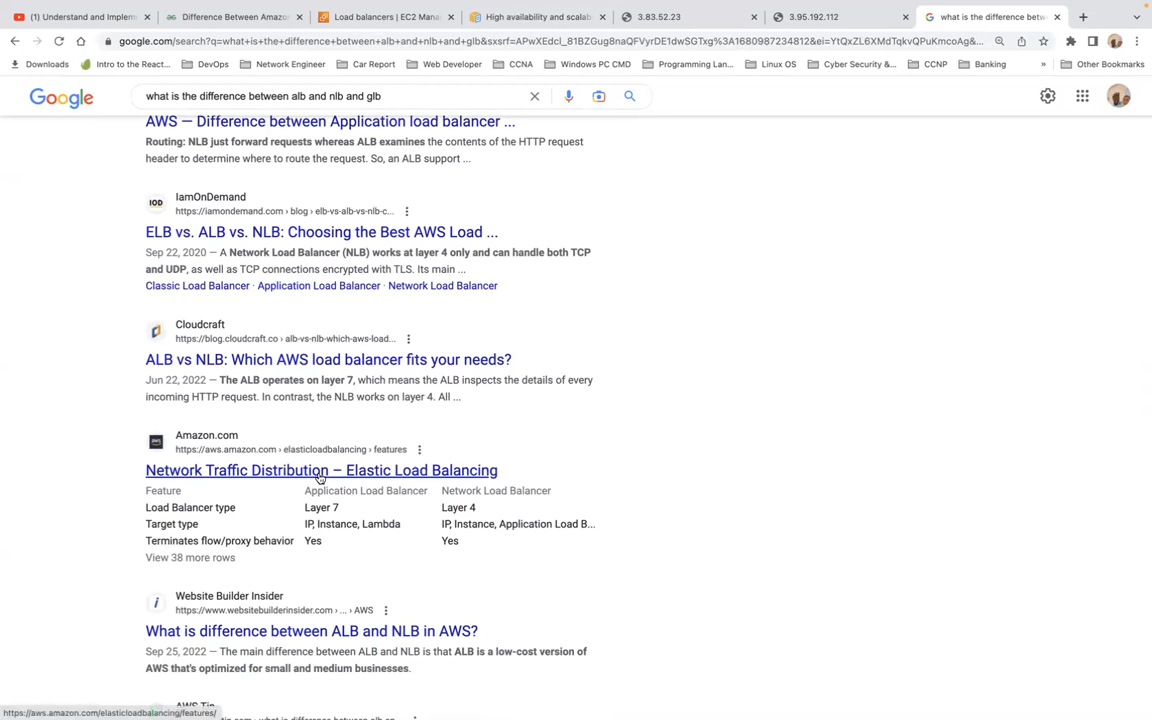 (1) Understand and Implem
Difference Between Amazo
Load balancers | EC2 Man
High availability and scalab
3.83.52.23
3.95.192.112
what is the difference betw
google.com/search?q=what+is+the+difference+between+alb+and+nlb+and+glb&sxsrf=APwXEdcl_81BZGug8naQFVyrDE1dwSGTxg%3A1680987234812&ei=YtQxZL6XMdTqkvQPuKmcoAg&...
Downloads
Intro to the React...
DevOps
Network Engineer
Car Report
Web Developer
CCNA
Windows PC CMD
Programming Lan...
Linux OS
Cyber Security &...
CCNP
Banking
»
Other Bookmarks
Google
what is the difference between alb and nlb and glb
AWS — Difference between Application load balancer ...
Routing: NLB just forward requests whereas ALB examines the contents of the HTTP request
header to determine where to route the request. So, an ALB support ...
IOD
IamOnDemand
https://iamondemand.com › blog › elb-vs-alb-vs-nlb-c...
ELB vs. ALB vs. NLB: Choosing the Best AWS Load ...
Sep 22, 2020 — A Network Load Balancer (NLB) works at layer 4 only and can handle both TCP
and UDP, as well as TCP connections encrypted with TLS. Its main ...
Classic Load Balancer · Application Load Balancer · Network Load Balancer
Cloudcraft
https://blog.cloudcraft.co › alb-vs-nlb-which-aws-load...
ALB vs NLB: Which AWS load balancer fits your needs?
Jun 22, 2022 — The ALB operates on layer 7, which means the ALB inspects the details of every
incoming HTTP request. In contrast, the NLB works on layer 4. All ...
Amazon.com
https://aws.amazon.com › elasticloadbalancing › features
Network Traffic Distribution – Elastic Load Balancing
Feature Application Load Balancer Network Load Balancer
Load Balancer type Layer 7 Layer 4
Target type IP, Instance, Lambda IP, Instance, Application Load B...
Terminates flow/proxy behavior Yes Yes
View 38 more rows
Website Builder Insider
https://www.websitebuilderinsider.com › ... › AWS
What is difference between ALB and NLB in AWS?
Sep 25, 2022 — The main difference between ALB and NLB is that ALB is a low-cost version of
AWS that's optimized for small and medium businesses.
https://aws.amazon.com/elasticloadbalancing/features/